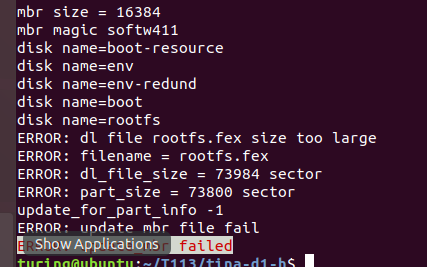 mbr size = 16384
mbr magic softw411
disk name=boot-resource
disk name=env
disk name=env-redund
disk name=boot
disk name=rootfs
ERROR: dl file rootfs.fex size too large
ERROR: filename = rootfs.fex
ERROR: dl_file_size = 73984 sector
ERROR: part_size = 73800 sector
update_for_part_info -1
ERROR: update mbr file fail
Show Applications failed
turing@ubuntu:~/T113/tina-d1-h$